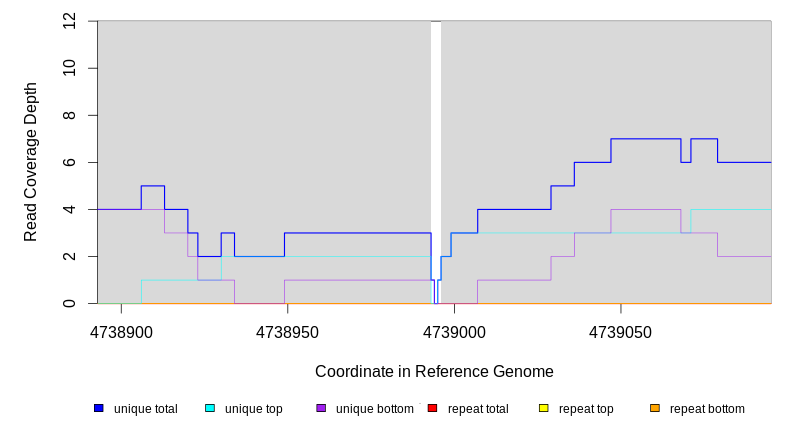 12
10
8
6
4
2
0
Read Coverage Depth
4738900 4738950 4739000 4739050
Coordinate in Reference Genome
unique total unique top unique bottom repeat total repeat top repeat bottom